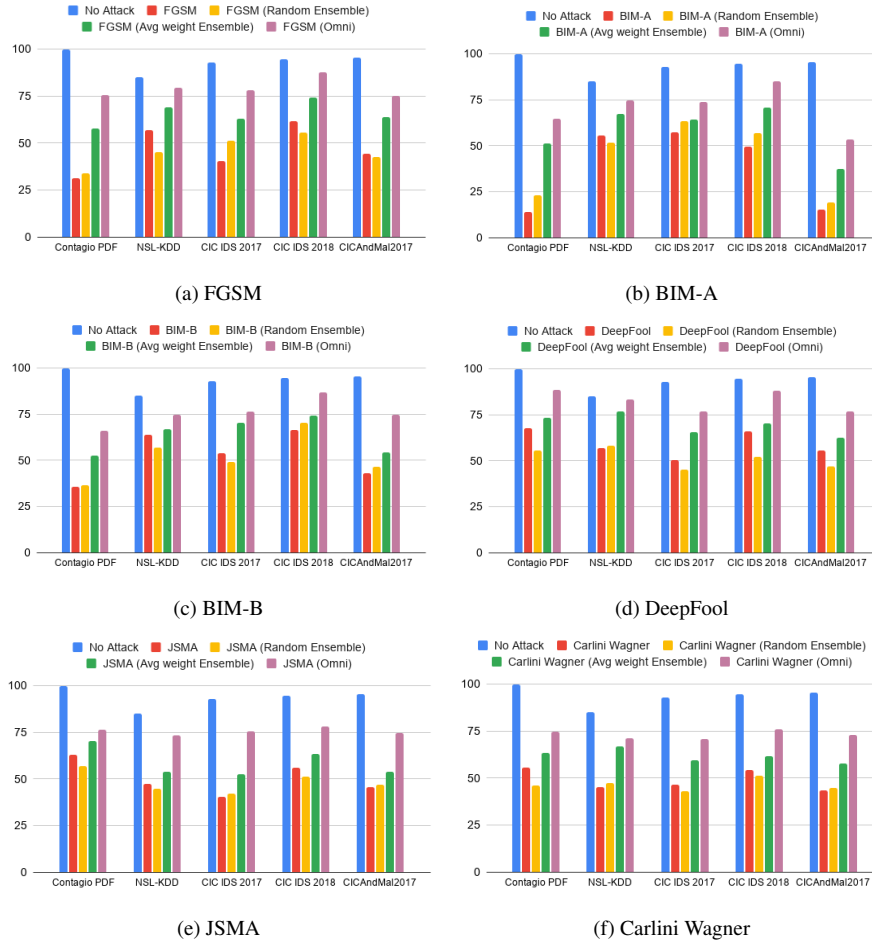 No Attack FGSM FGSM (Random Ensemble)
FGSM (Avg weight Ensemble) FGSM (Omni)
100
75
50
25
0
Contagio PDF NSL-KDD CIC IDS 2017 CIC IDS 2018 CICAndMal2017
(a) FGSM
No Attack BIM-A BIM-A (Random Ensemble)
BIM-A (Avg weight Ensemble) BIM-A (Omni)
100
75
50
25
0
Contagio PDF NSL-KDD CIC IDS 2017 CIC IDS 2018 CICAndMal2017
(b) BIM-A
No Attack BIM-B BIM-B (Random Ensemble)
BIM-B (Avg weight Ensemble) BIM-B (Omni)
100
75
50
25
0
Contagio PDF NSL-KDD CIC IDS 2017 CIC IDS 2018 CICAndMal2017
(c) BIM-B
No Attack DeepFool DeepFool (Random Ensemble)
DeepFool (Avg weight Ensemble) DeepFool (Omni)
100
75
50
25
0
Contagio PDF NSL-KDD CIC IDS 2017 CIC IDS 2018 CICAndMal2017
(d) DeepFool
No Attack JSMA JSMA (Random Ensemble)
JSMA (Avg weight Ensemble) JSMA (Omni)
100
75
50
25
0
Contagio PDF NSL-KDD CIC IDS 2017 CIC IDS 2018 CICAndMal2017
(e) JSMA
No Attack Carlini Wagner Carlini Wagner (Random Ensemble)
Carlini Wagner (Avg weight Ensemble) Carlini Wagner (Omni)
100
75
50
25
0
Contagio PDF NSL-KDD CIC IDS 2017 CIC IDS 2018 CICAndMal2017
(f) Carlini Wagner